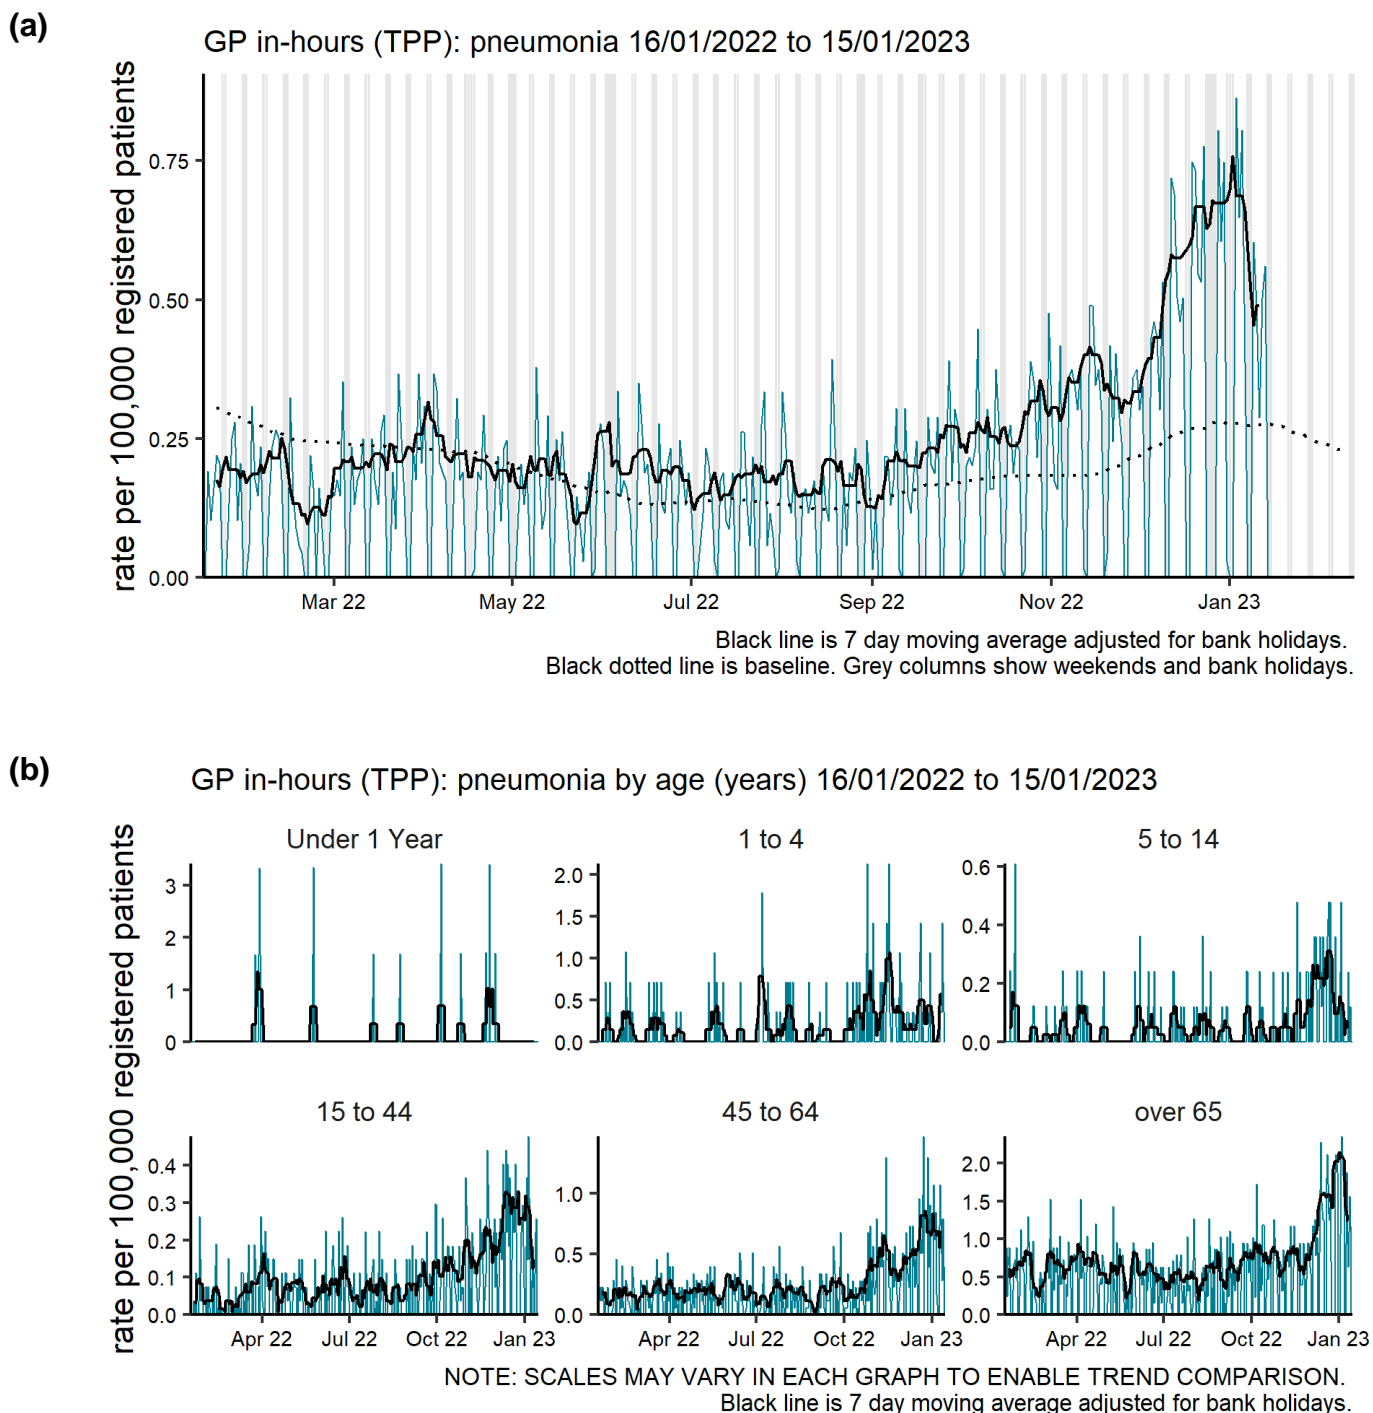 (a)
GP in-hours (TPP): pneumonia 16/01/2022 to 15/01/2023
rate per 100,000 registered patients
0.75
0.50
0.25
0.00
Mar 22 May 22 Jul 22 Sep 22 Nov 22 Jan 23
Black line is 7 day moving average adjusted for bank holidays.
Black dotted line is baseline. Grey columns show weekends and bank holidays.
(b)
GP in-hours (TPP): pneumonia by age (years) 16/01/2022 to 15/01/2023
rate per 100,000 registered patients
Under 1 Year
3
2
1
0
1 to 4
2.0
1.5
1.0
0.5
0.0
5 to 14
0.6
0.4
0.2
0.0
15 to 44
0.4
0.3
0.2
0.1
0.0
Apr 22 Jul 22 Oct 22 Jan 23
45 to 64
1.0
0.5
0.0
Apr 22 Jul 22 Oct 22 Jan 23
over 65
2.0
1.5
1.0
0.5
0.0
Apr 22 Jul 22 Oct 22 Jan 23
NOTE: SCALES MAY VARY IN EACH GRAPH TO ENABLE TREND COMPARISON.
Black line is 7 day moving average adjusted for bank holidays.